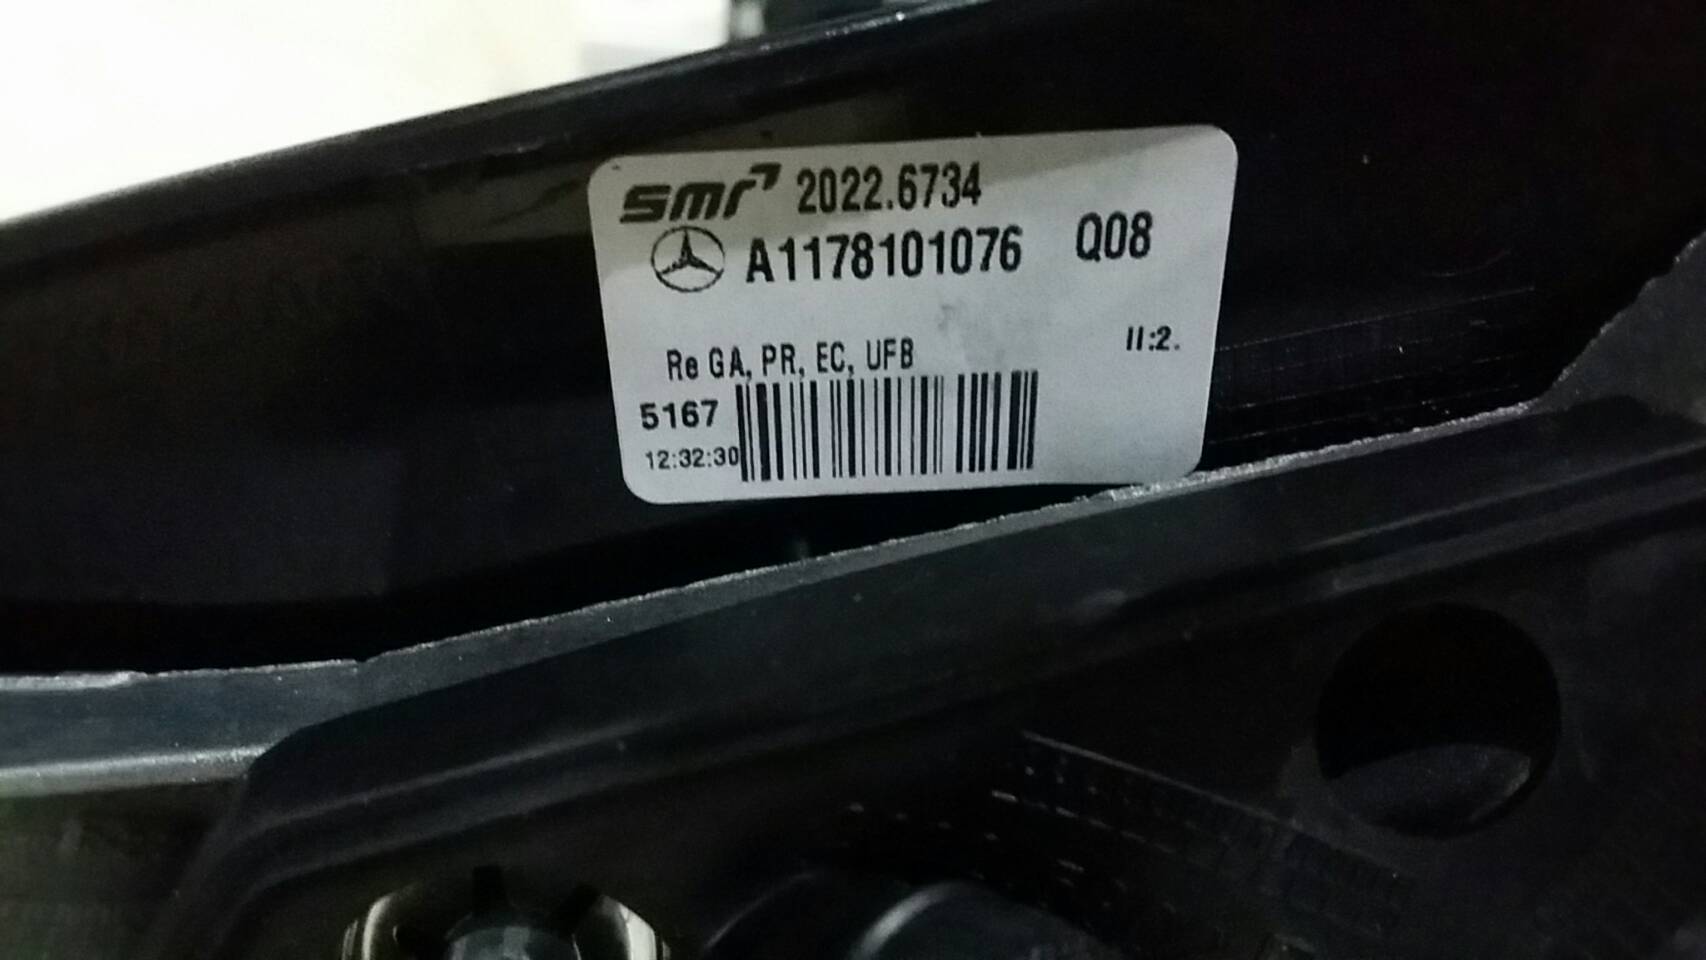 smr 2022.6734
A1178101076 Q08
II:2.
Re GA, PR, EC, UFB
5167
12:32:30